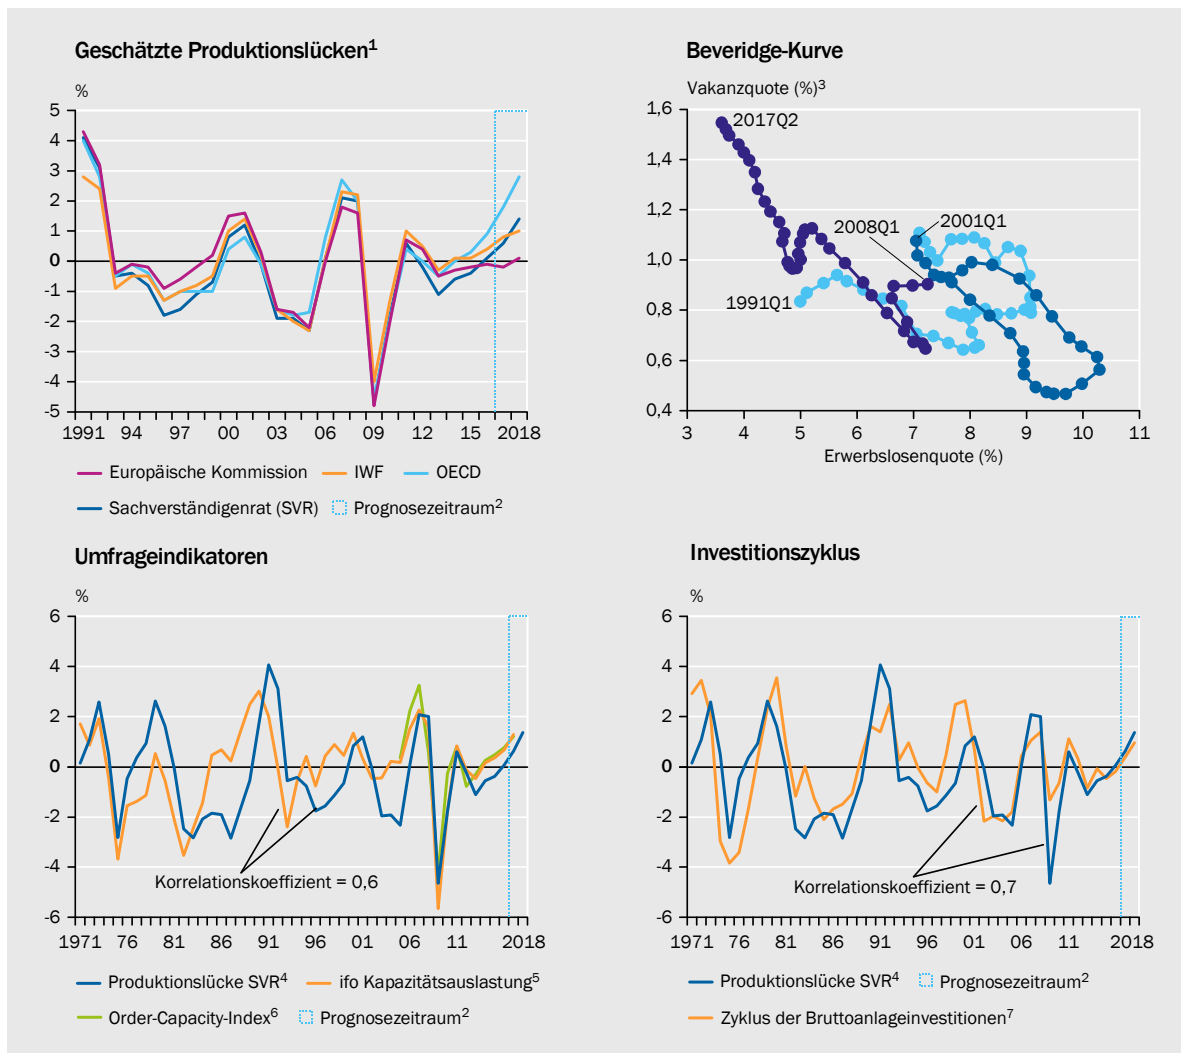 Geschätzte Produktionslücken¹
%
5
4
3
2
1
0
-1
-2
-3
-4
-5
1991 94 97 00 03 06 09 12 15 2018
Europäische Kommission IWF OECD
Sachverständigenrat (SVR) Prognosezeitraum²
Beveridge-Kurve
Vakanzquote (%)³
1,6
1,4
1,2
1,0
0,8
0,6
0,4
2017Q2
2008Q1
2001Q1
1991Q1
3 4 5 6 7 8 9 10 11
Erwerbslosenquote (%)
Umfrageindikatoren
%
6
4
2
0
-2
-4
-6
Korrelationskoeffizient = 0,6
1971 76 81 86 91 96 01 06 11 2018
Produktionslücke SVR⁴ ifo Kapazitätsauslastung⁵
Order-Capacity-Index⁶ Prognosezeitraum²
Investitionszyklus
%
6
4
2
0
-2
-4
-6
Korrelationskoeffizient = 0,7
1971 76 81 86 91 96 01 06 11 2018
Produktionslücke SVR⁴ Prognosezeitraum²
Zyklus der Bruttoanlageinvestitionen⁷